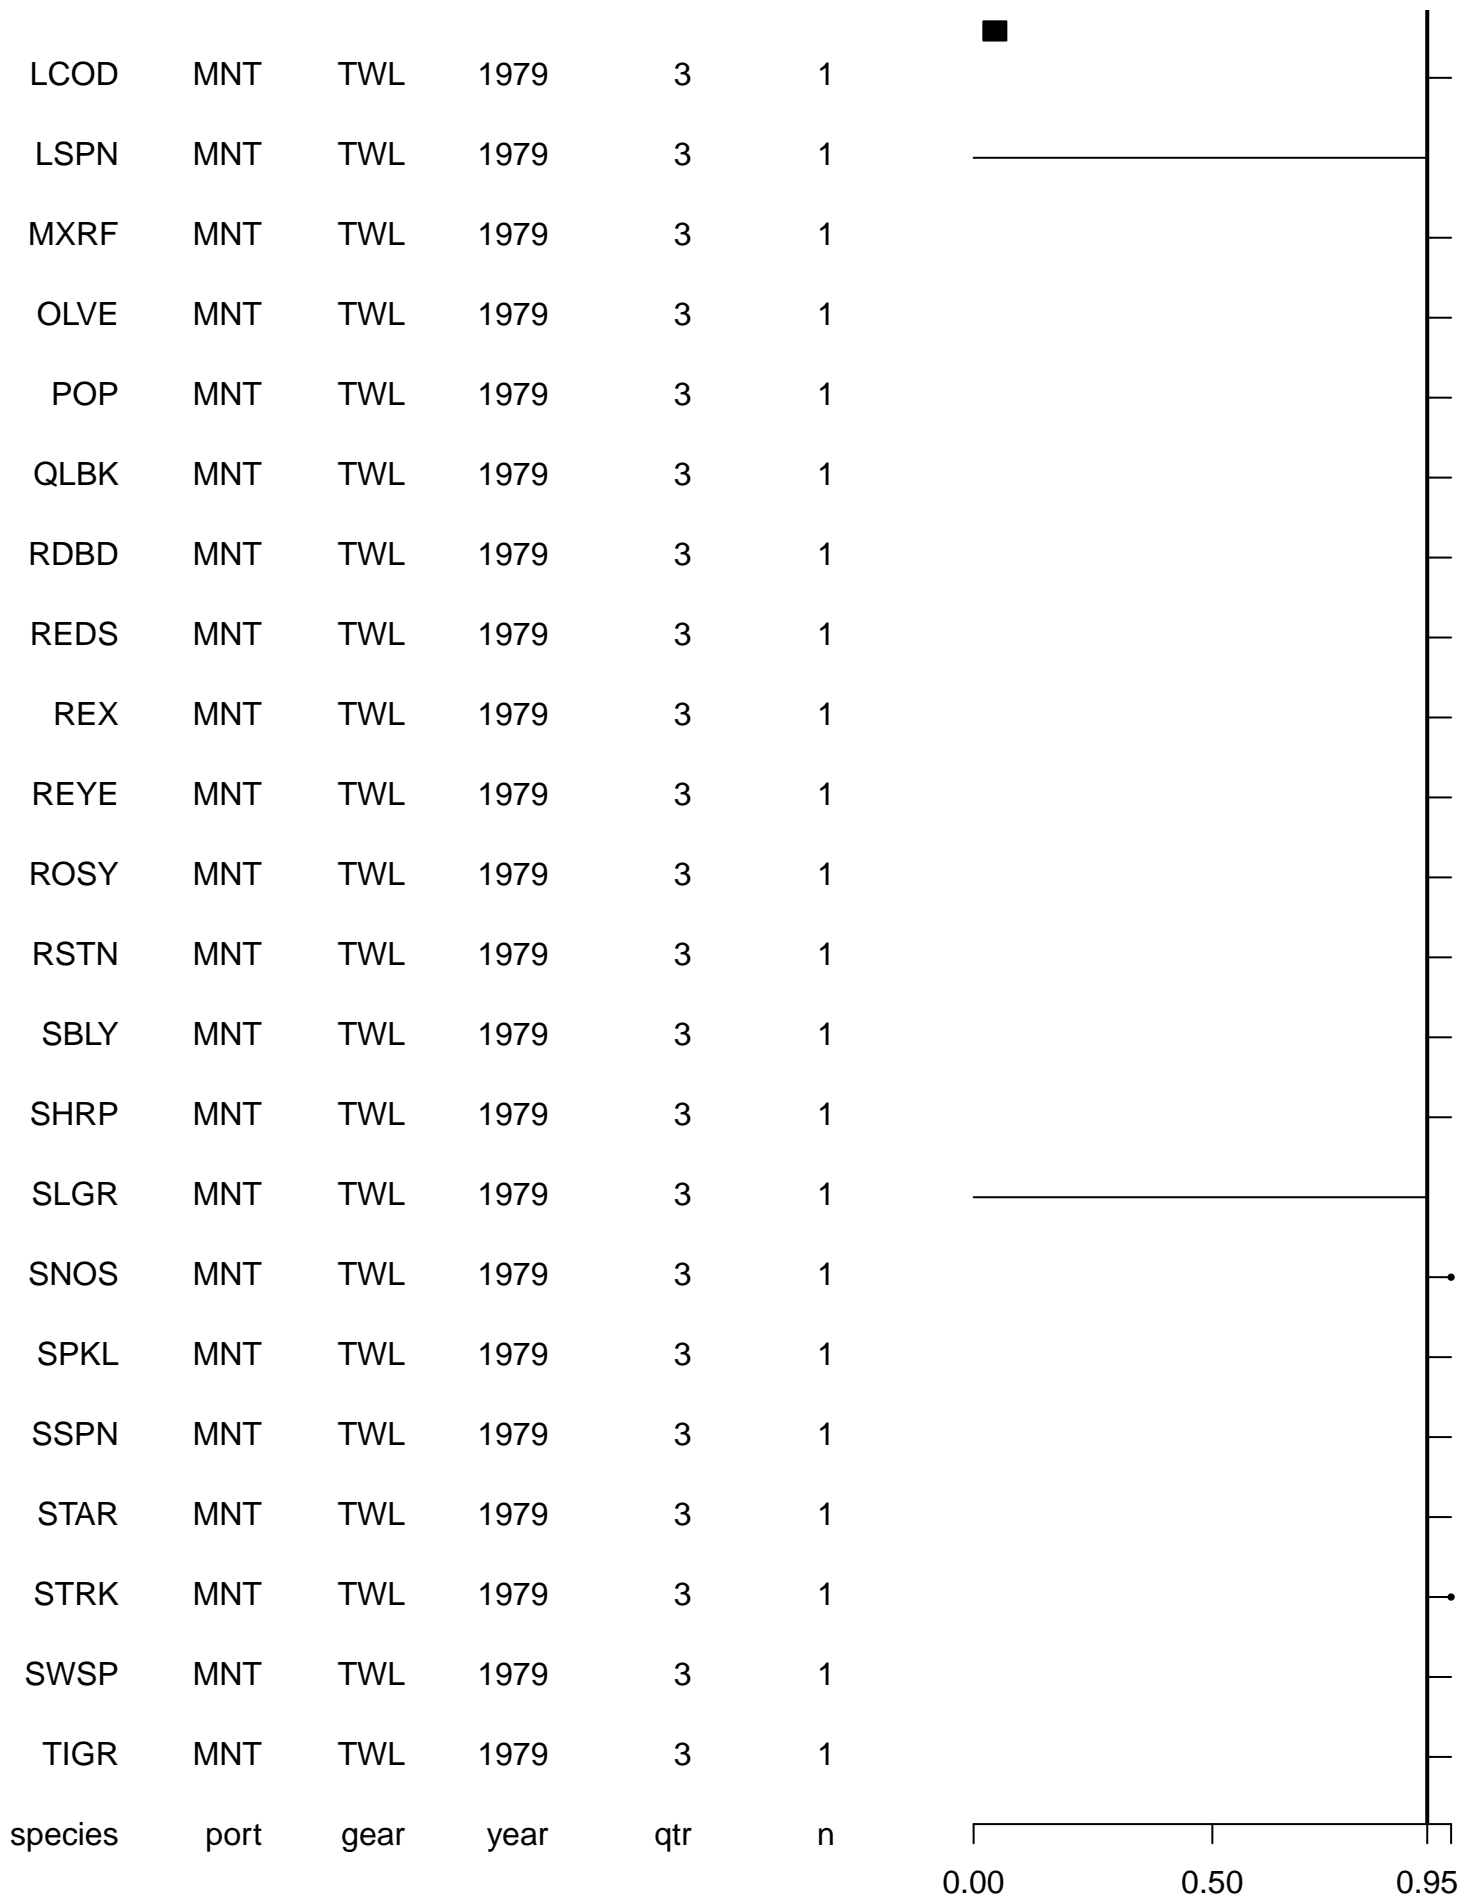 LCOD MNT TWL 1979 3 1
LSPN MNT TWL 1979 3 1
MXRF MNT TWL 1979 3 1
OLVE MNT TWL 1979 3 1
POP MNT TWL 1979 3 1
QLBK MNT TWL 1979 3 1
RDBD MNT TWL 1979 3 1
REDS MNT TWL 1979 3 1
REX MNT TWL 1979 3 1
REYE MNT TWL 1979 3 1
ROSY MNT TWL 1979 3 1
RSTN MNT TWL 1979 3 1
SBLY MNT TWL 1979 3 1
SHRP MNT TWL 1979 3 1
SLGR MNT TWL 1979 3 1
SNOS MNT TWL 1979 3 1
SPKL MNT TWL 1979 3 1
SSPN MNT TWL 1979 3 1
STAR MNT TWL 1979 3 1
STRK MNT TWL 1979 3 1
SWSP MNT TWL 1979 3 1
TIGR MNT TWL 1979 3 1
species port gear year qtr n
0.00 0.50 0.95